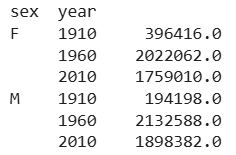 sex  year
F    1910     396416.0
     1960    2022062.0
     2010    1759010.0
M    1910     194198.0
     1960    2132588.0
     2010    1898382.0